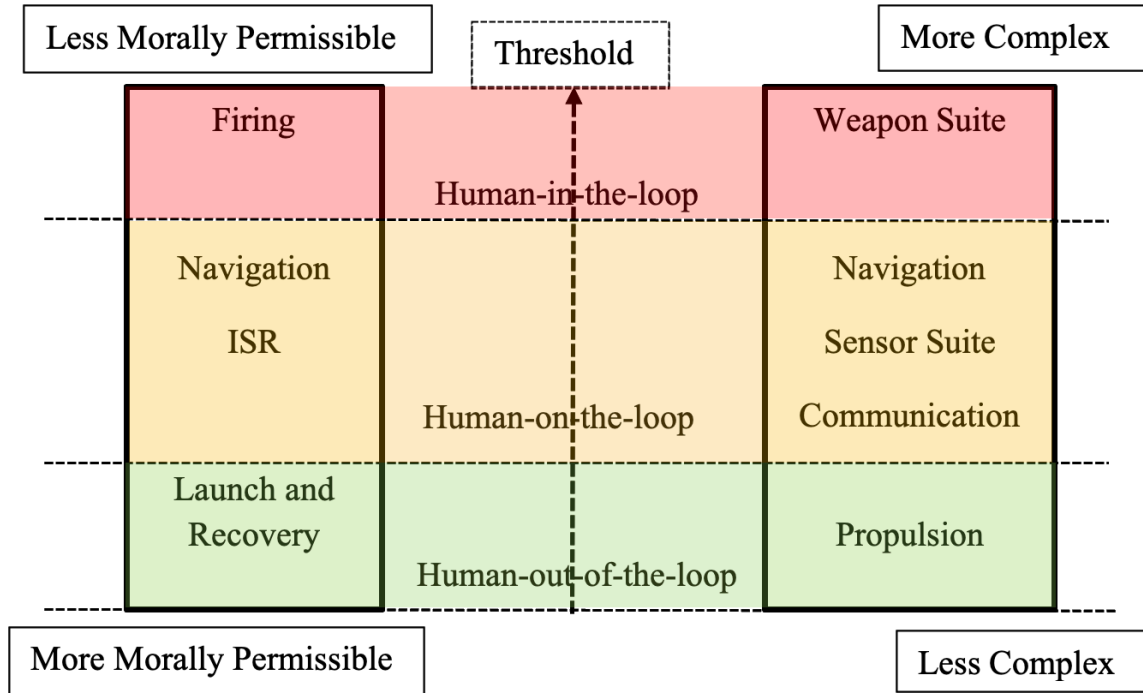 Less Morally Permissible
Threshold
More Complex
Firing
Weapon Suite
Human-in-the-loop
Navigation
Navigation
ISR
Sensor Suite
Human-on-the-loop
Communication
Launch and
Recovery
Propulsion
Human-out-of-the-loop
More Morally Permissible
Less Complex